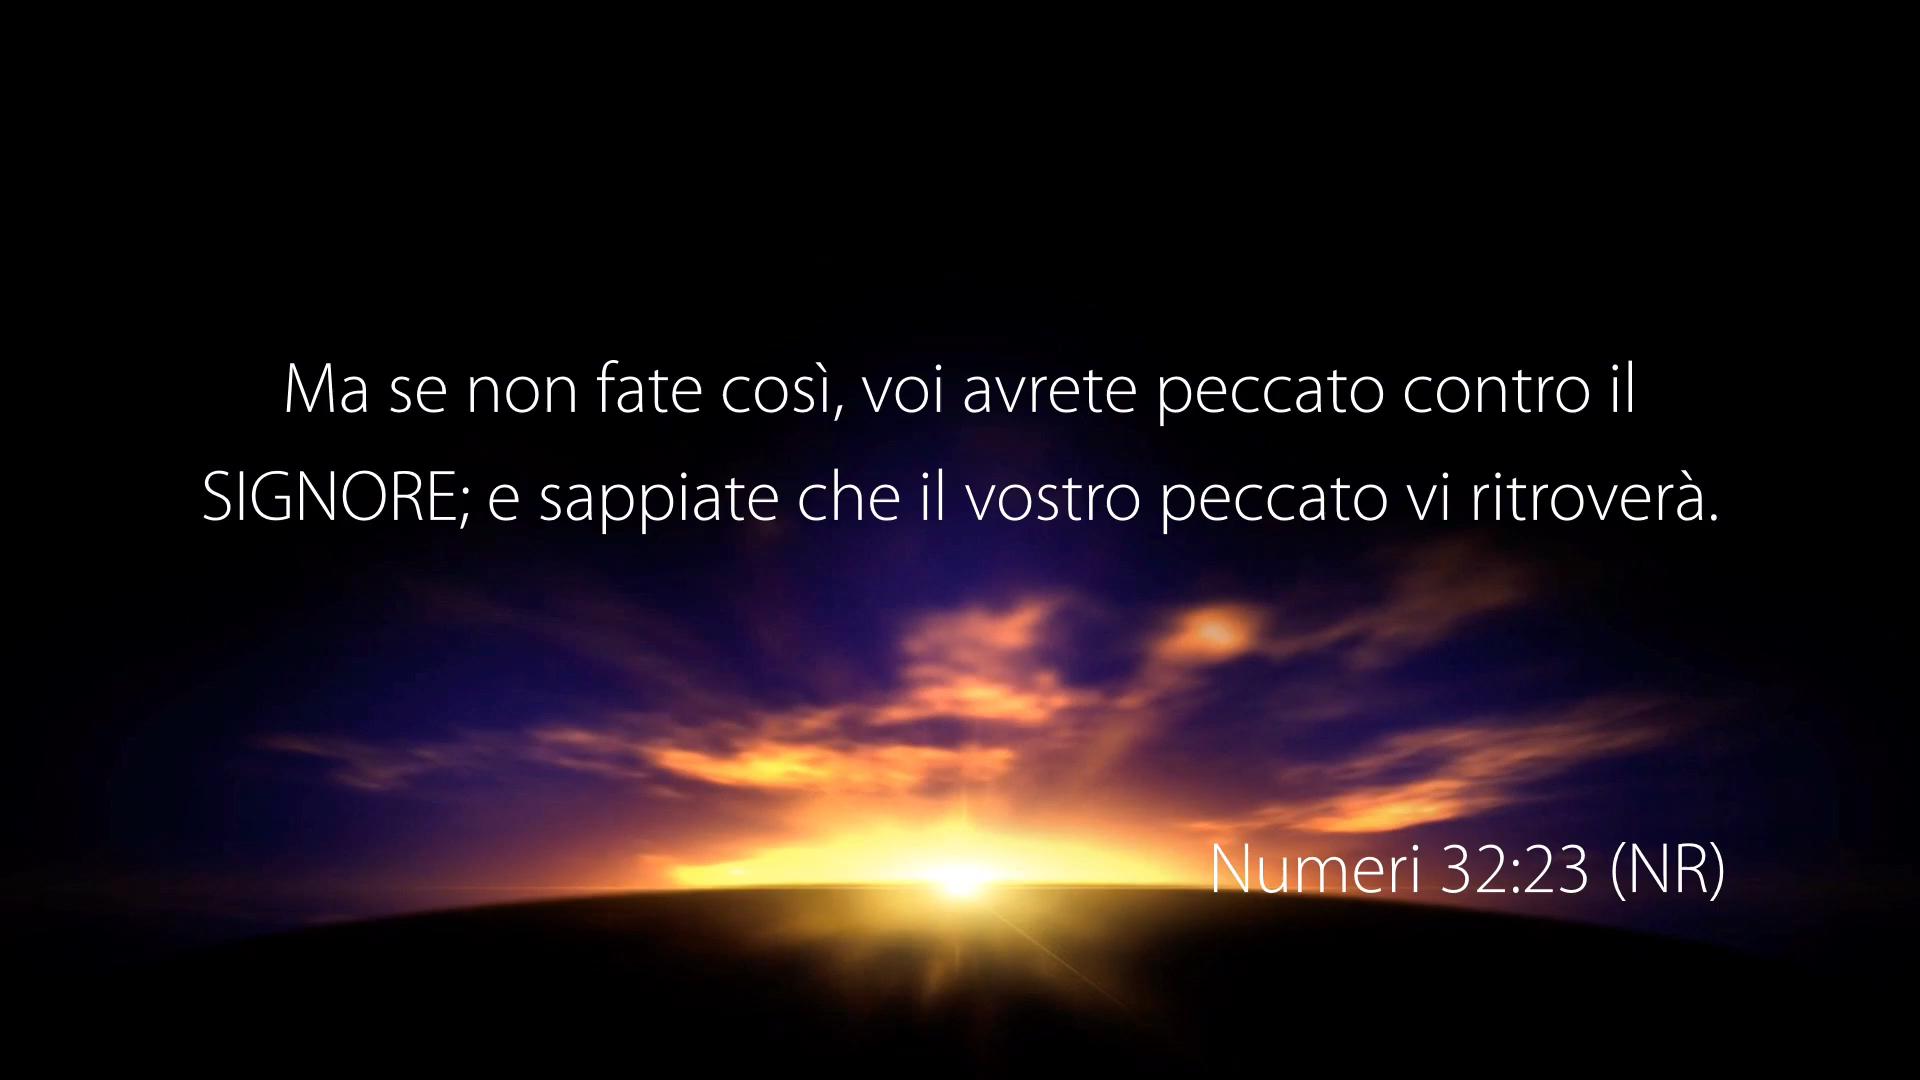 Ma se non fate così, voi avrete peccato contro il
SIGNORE; e sappiate che il vostro peccato vi ritroverà.
Numeri 32:23 (NR)